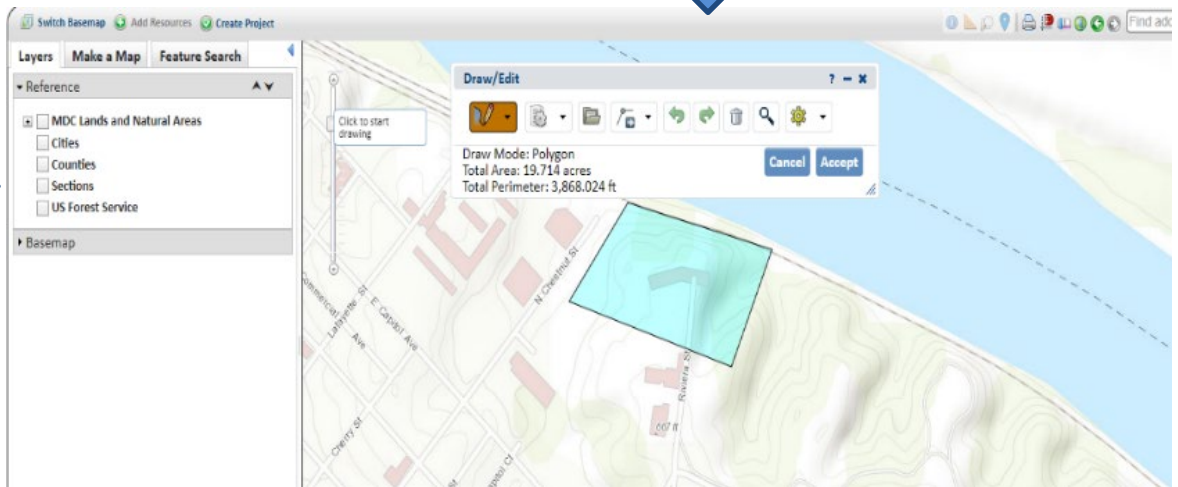 Switch Basemap Add Resources Create Project
Find add
Layers Make a Map Feature Search
Reference
MDC Lands and Natural Areas
Cities
Counties
Sections
US Forest Service
Basemap
Click to start
drawing
Draw/Edit ? – x
Draw Mode: Polygon
Total Area: 19.714 acres
Total Perimeter: 3,868.024 ft
Cancel Accept
N Chestnut St
Commercial
Lafayette St
E Capitol Ave
Ave
Riviera St
667 ft
Cherry St
Capitol Ct